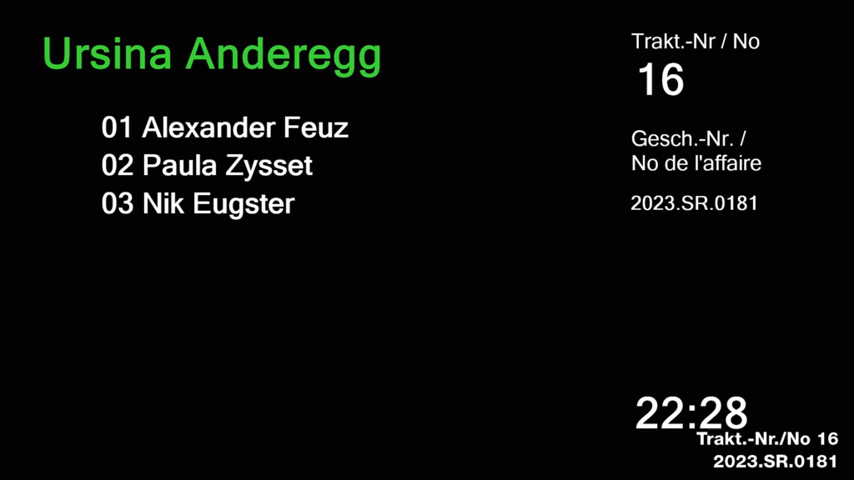 Ursina Anderegg
01 Alexander Feuz
02 Paula Zysset
03 Nik Eugster
Trakt.-Nr / No
16
Gesch.-Nr. /
No de l'affaire
2023.SR.0181
22:28
Trakt.-Nr./No 16
2023.SR.0181